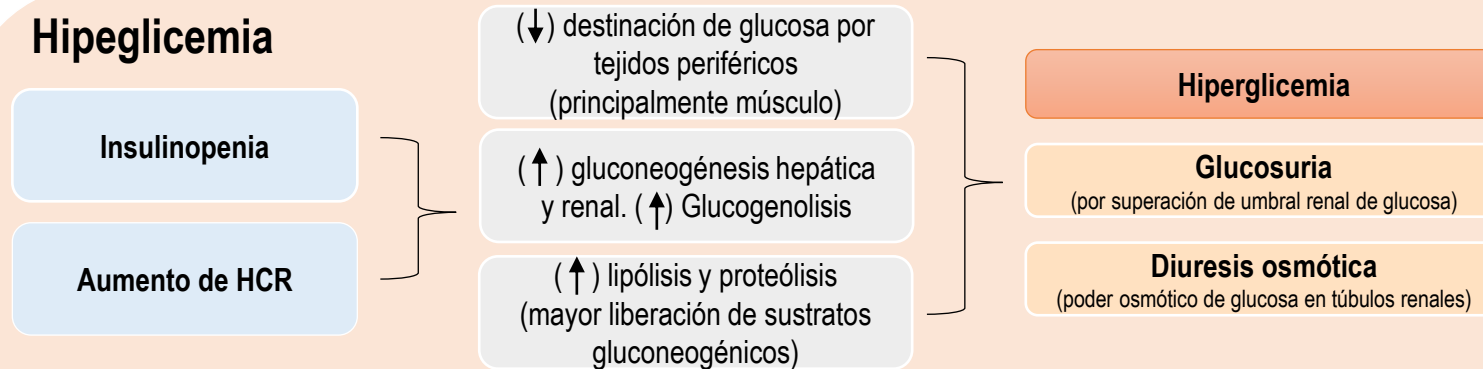 Hipeglicemia
Insulinopenia
Aumento de HCR
(↓) destinación de glucosa por
tejidos periféricos
(principalmente músculo)
(↑) gluconeogénesis hepática
y renal. (↑) Glucogenolisis
(↑) lipólisis y proteólisis
(mayor liberación de sustratos
gluconeogénicos)
Hiperglicemia
Glucosuria
(por superación de umbral renal de glucosa)
Diuresis osmótica
(poder osmótico de glucosa en túbulos renales)